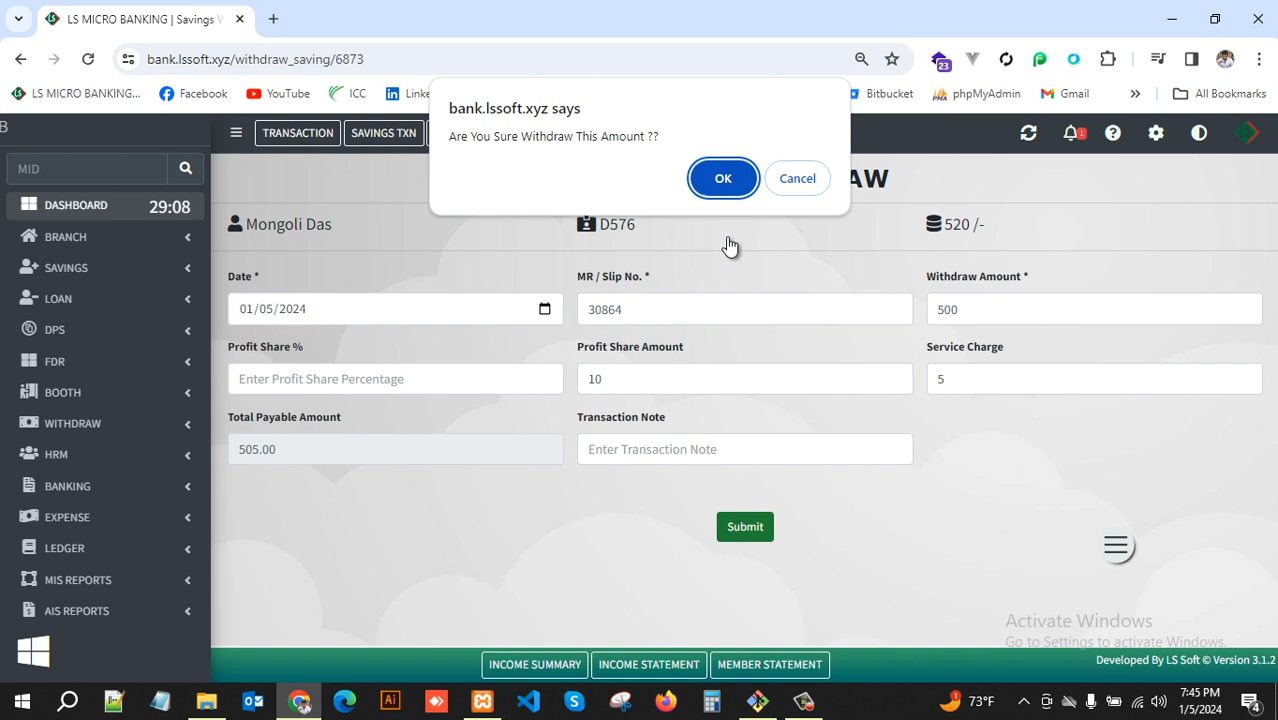 LS MICRO BANKING | Savings W
bank.lssoft.xyz/withdraw_saving/6873
23
LS MICRO BANKING...
Facebook
YouTube
ICC
Linke
Bitbucket
phpMyAdmin
Gmail
»
All Bookmarks
bank.lssoft.xyz says
Are You Sure Withdraw This Amount ??
OK
Cancel
B
TRANSACTION
SAVINGS TXN
1
MID
AW
DASHBOARD 29:08
BRANCH
SAVINGS
LOAN
DPS
FDR
BOOTH
WITHDRAW
HRM
BANKING
EXPENSE
LEDGER
MIS REPORTS
AIS REPORTS
Mongoli Das
D576
520 /-
Date *
MR / Slip No. *
Withdraw Amount *
01/05/2024
30864
500
Profit Share %
Profit Share Amount
Service Charge
Enter Profit Share Percentage
10
5
Total Payable Amount
Transaction Note
505.00
Enter Transaction Note
Submit
Activate Windows
Go to Settings to activate Windows.
INCOME SUMMARY
INCOME STATEMENT
MEMBER STATEMENT
Developed By LS Soft © Version 3.1.2
1
73°F
7:45 PM
1/5/2024
4